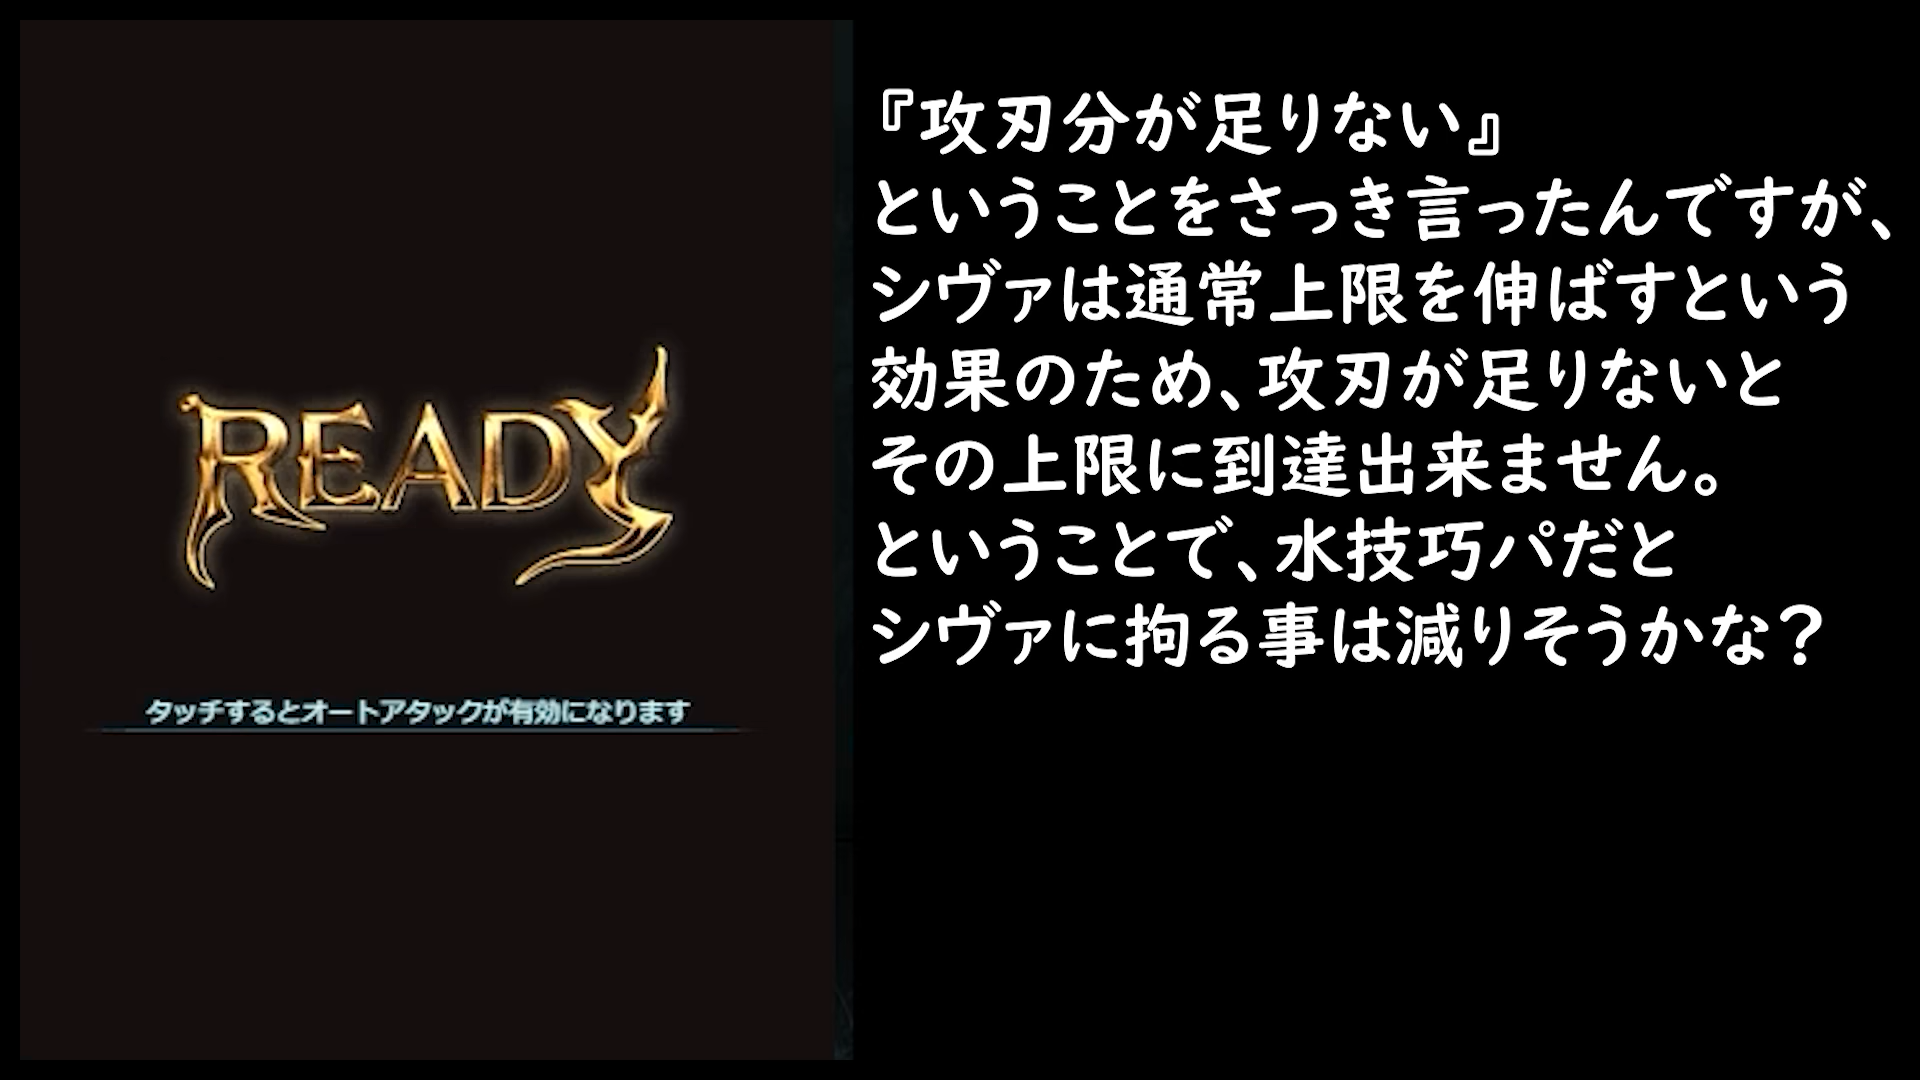 READY
タッチするとオートアタックが有効になります
『攻刃分が足りない』
ということをさっき言ったんですが、
シヴァは通常上限を伸ばすという
効果のため、攻刃が足りないと
その上限に到達出来ません。
ということで、水技巧パだと
シヴァに拘る事は減りそうかな？